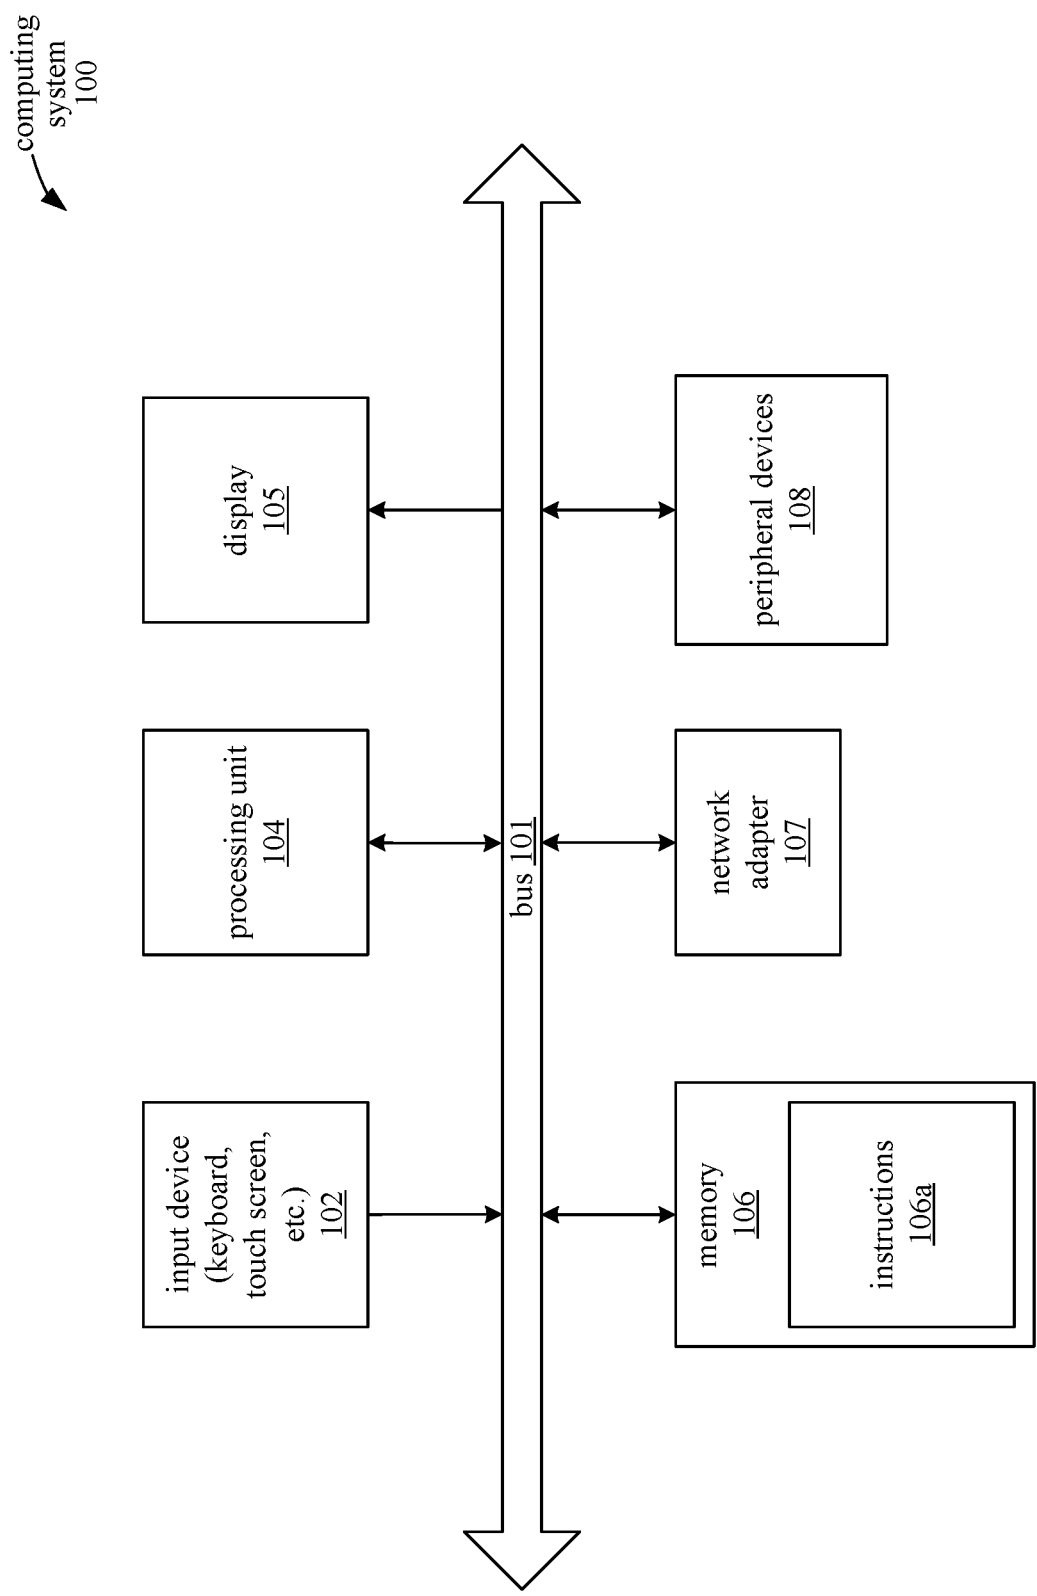 computing
system
100
input device
(keyboard,
touch screen,
etc.)
102
processing unit
104
display
105
bus 101
memory
106
instructions
106a
network
adapter
107
peripheral devices
108